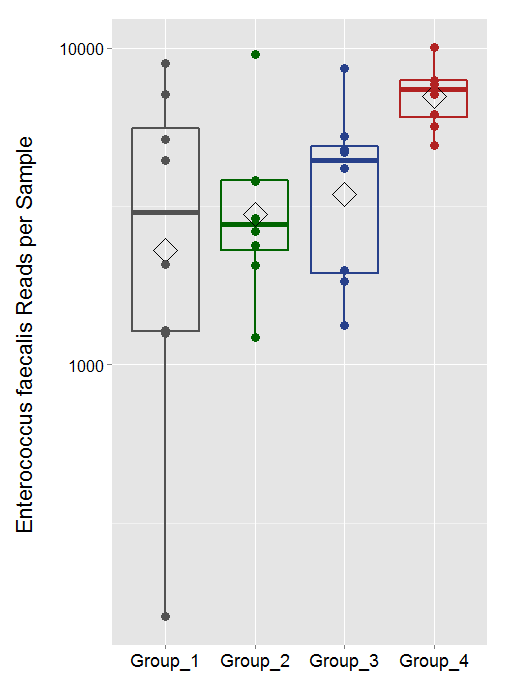 Enterococcus faecalis Reads per Sample
10000
1000
Group_1 Group_2 Group_3 Group_4